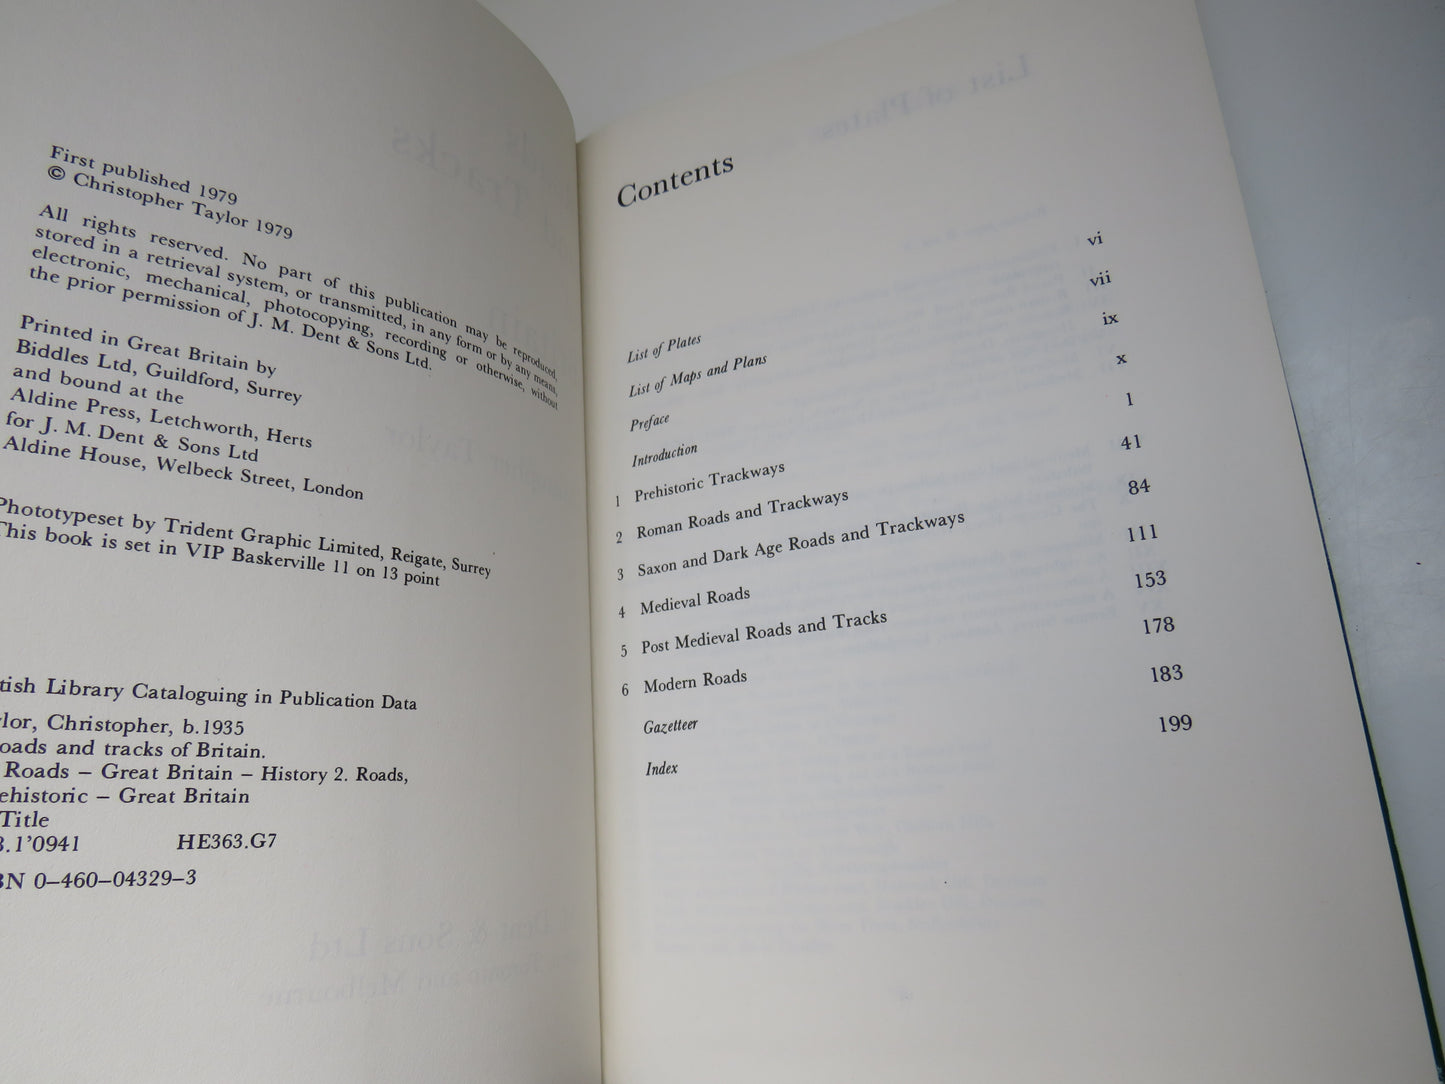 First published 1979
© Christopher Taylor 1979
All rights reserved. No part of this publication may be reproduced,
stored in a retrieval system, or transmitted, in any form or by any means,
electronic, mechanical, photocopying, recording or otherwise, without
the prior permission of J. M. Dent & Sons Ltd.
Printed in Great Britain by
Biddles Ltd, Guildford, Surrey
and bound at the
Aldine Press, Letchworth, Herts
for J. M. Dent & Sons Ltd
Aldine House, Welbeck Street, London
Phototypeset by Trident Graphic Limited, Reigate, Surrey
This book is set in VIP Baskerville 11 on 13 point
tish Library Cataloguing in Publication Data
ylor, Christopher, b.1935
oads and tracks of Britain.
Roads – Great Britain – History 2. Roads,
ehistoric – Great Britain
Title
3.1'0941 HE363.G7
BN 0–460–04329–3
Contents
List of Plates vi
List of Maps and Plans vii
Preface ix
Introduction x
1 Prehistoric Trackways 1
2 Roman Roads and Trackways 41
3 Saxon and Dark Age Roads and Trackways 84
4 Medieval Roads 111
5 Post Medieval Roads and Tracks 153
6 Modern Roads 178
Gazetteer 183
Index 199